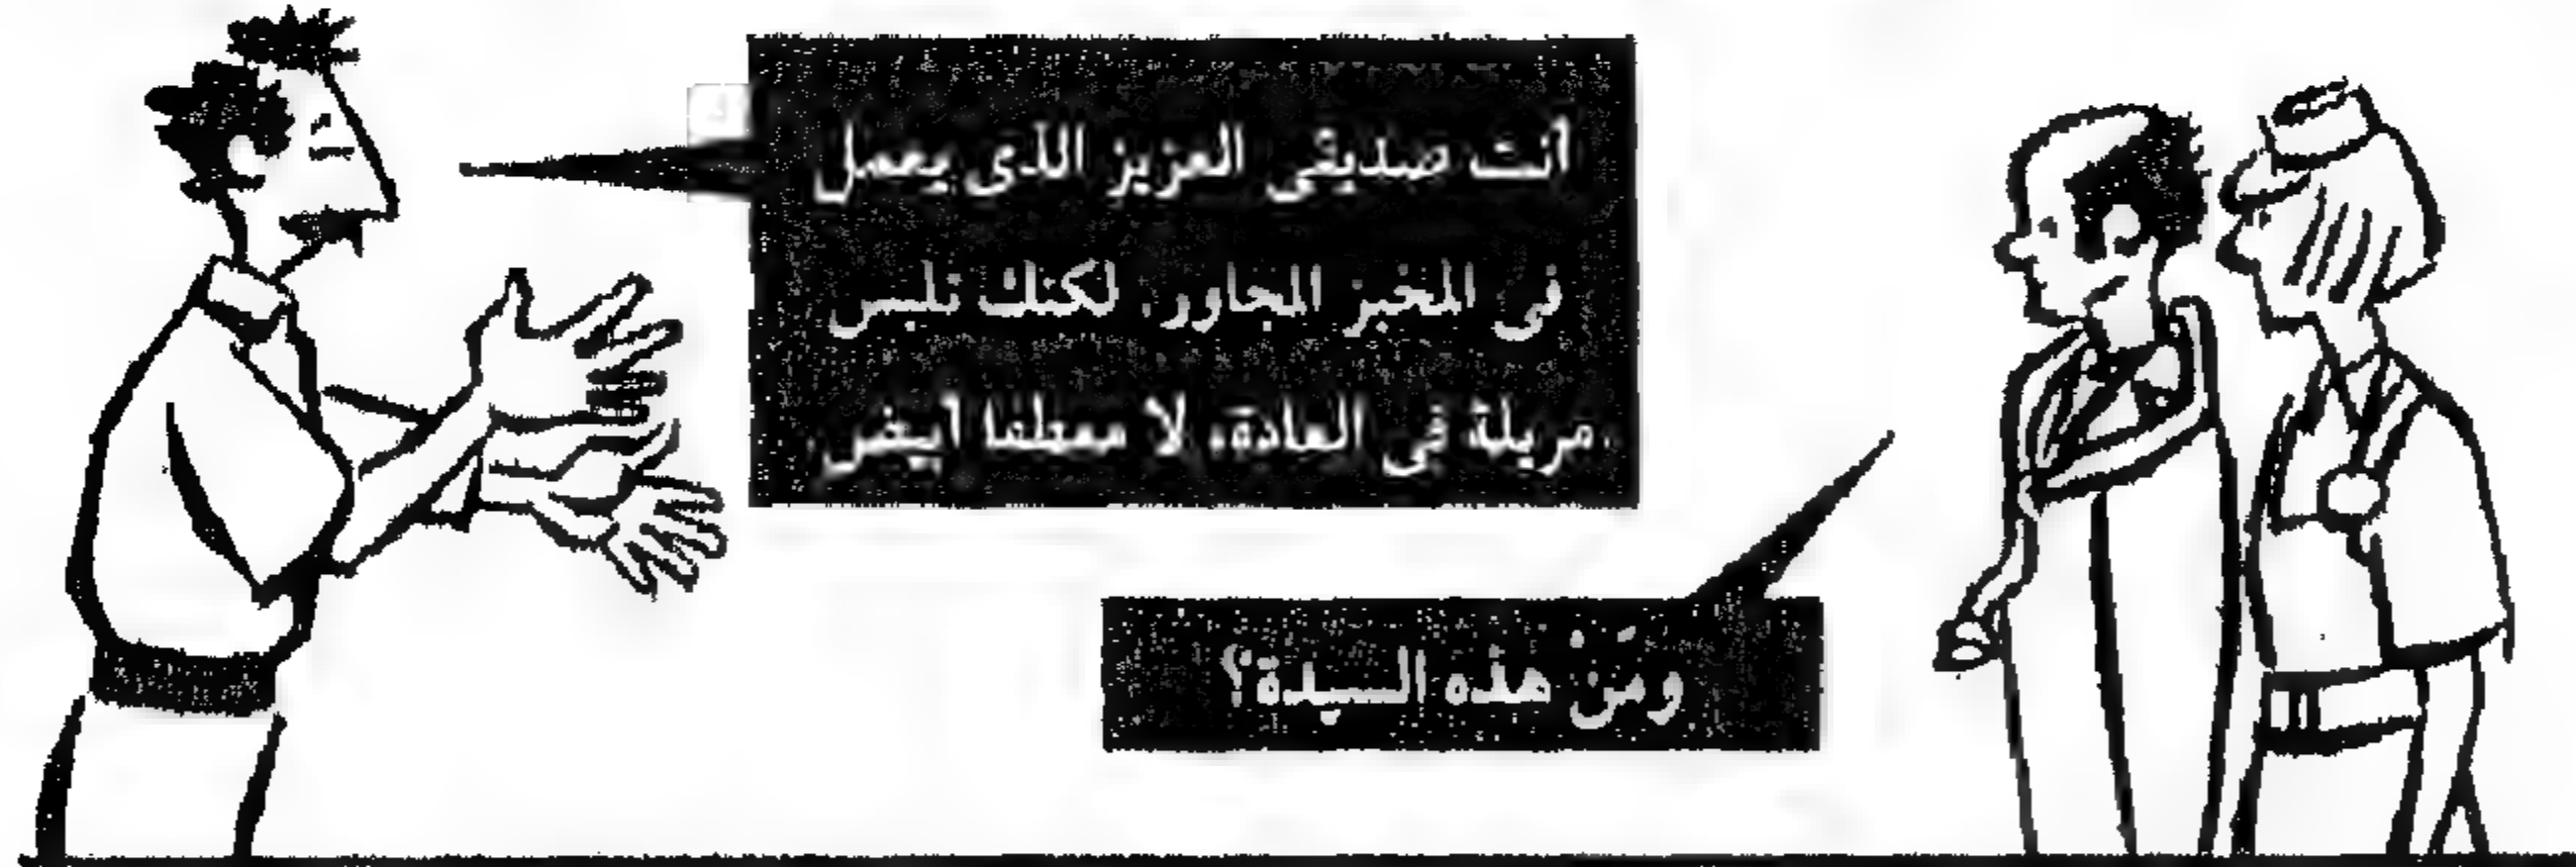 أنت صديقى العزيز الذى يعمل
فى المخبز المجاور. لكنك تلبس
مريلة فى العادة، لا معطفا أبيض.
ومَنْ هذه السيدة؟